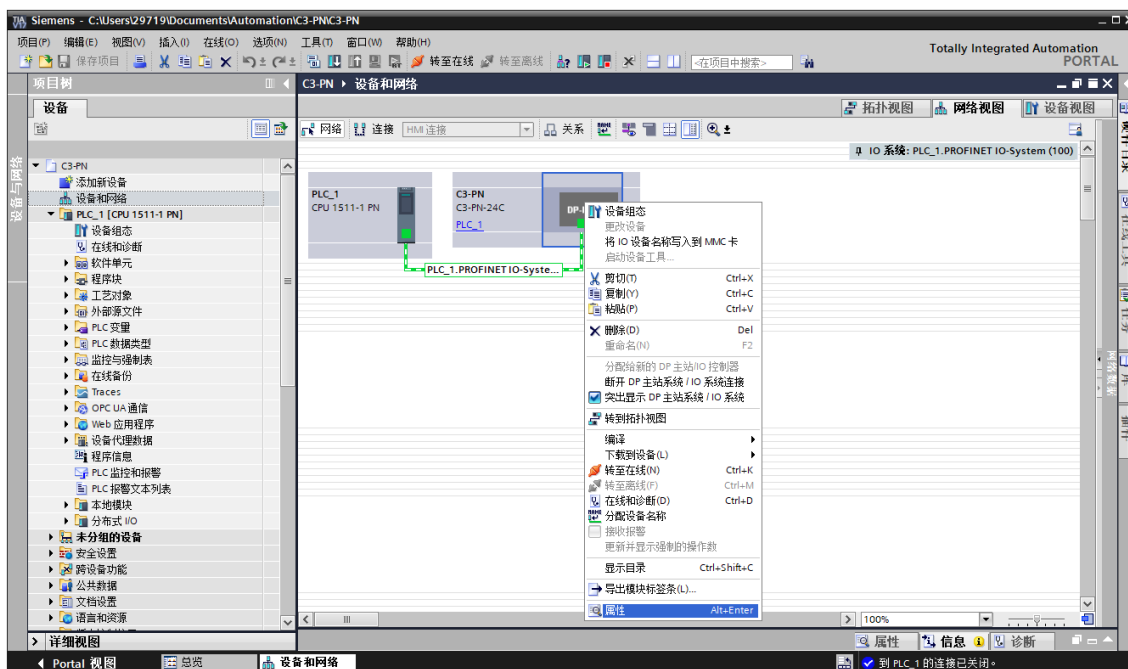 Siemens - C:\Users\29719\Documents\Automation\C3-PN\C3-PN
项目(P) 编辑(E) 视图(V) 插入(I) 在线(O) 选项(N) 工具(T) 窗口(W) 帮助(H)
Totally Integrated Automation
PORTAL
保存项目 转至在线 转至离线 <在项目中搜索>
项目树
C3-PN 设备和网络
设备
拓扑视图 网络视图 设备视图
网络 连接 HMI 连接 关系
IO 系统: PLC_1.PROFINET IO-System (100)
设备与网络
C3-PN
添加新设备
设备和网络
PLC_1 [CPU 1511-1 PN]
设备组态
在线和诊断
软件单元
程序块
工艺对象
外部源文件
PLC 变量
PLC 数据类型
监控与强制表
在线备份
Traces
OPC UA 通信
Web 应用程序
设备代理数据
程序信息
PLC 监控和报警
PLC 报警文本列表
本地模块
分布式 I/O
未分组的设备
安全设置
跨设备功能
公共数据
文档设置
语言和资源
详细视图
PLC_1
CPU 1511-1 PN
C3-PN
C3-PN-24C
PLC_1
PLC_1.PROFINET IO-Syste...
设备组态
更改设备
将 IO 设备名称写入到 MMC 卡
启动设备工具...
剪切(T) Ctrl+X
复制(Y) Ctrl+C
粘贴(P) Ctrl+V
删除(D) Del
重命名(N) F2
分配给新的 DP 主站/IO 控制器
断开 DP 主站系统 / IO 系统连接
突出显示 DP 主站系统 / IO 系统
转到拓扑视图
编译
下载到设备(L)
转至在线(N) Ctrl+K
转至离线(F) Ctrl+M
在线和诊断(D) Ctrl+D
分配设备名称
接收报警
更新并显示强制的操作数
显示目录 Ctrl+Shift+C
导出模块标签条(L)...
属性 Alt+Enter
100%
属性 信息 诊断
网络数据
在线工具
任务
库
Portal 视图 总览 设备和网络
到 PLC_1 的连接已关闭。